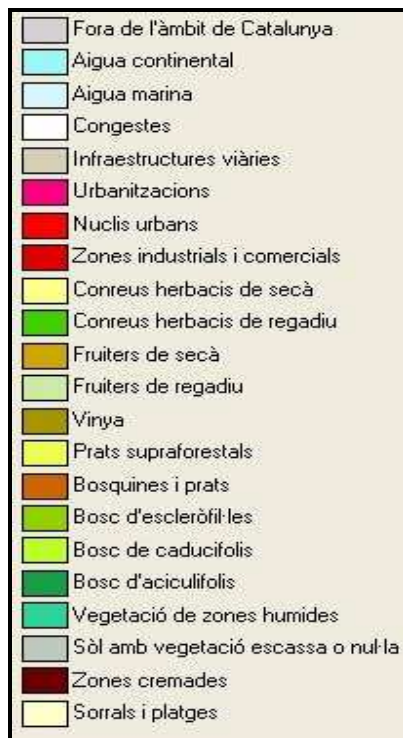 Fora de l'àmbit de Catalunya
Aigua continental
Aigua marina
Congestes
Infraestructures viàries
Urbanitzacions
Nuclis urbans
Zones industrials i comercials
Conreus herbacis de secà
Conreus herbacis de regadiu
Fruiters de secà
Fruiters de regadiu
Vinya
Prats supraforestals
Bosquines i prats
Bosc d'escleròfil·les
Bosc de caducifolis
Bosc d'aciculifolis
Vegetació de zones humides
Sòl amb vegetació escassa o nul·la
Zones cremades
Sorrals i platges